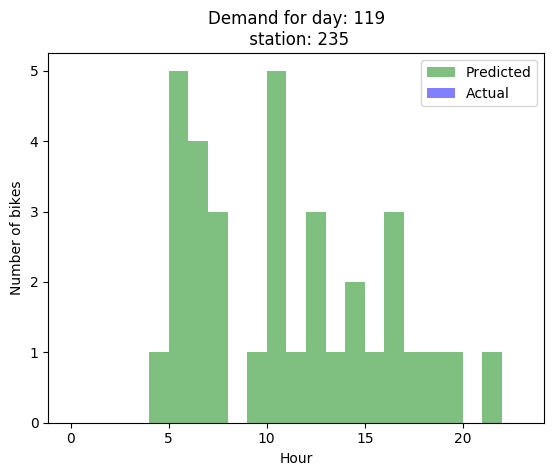 Demand for day: 119
station: 235
Predicted
Actual
5
4
3
2
1
0
Number of bikes
0 5 10 15 20
Hour